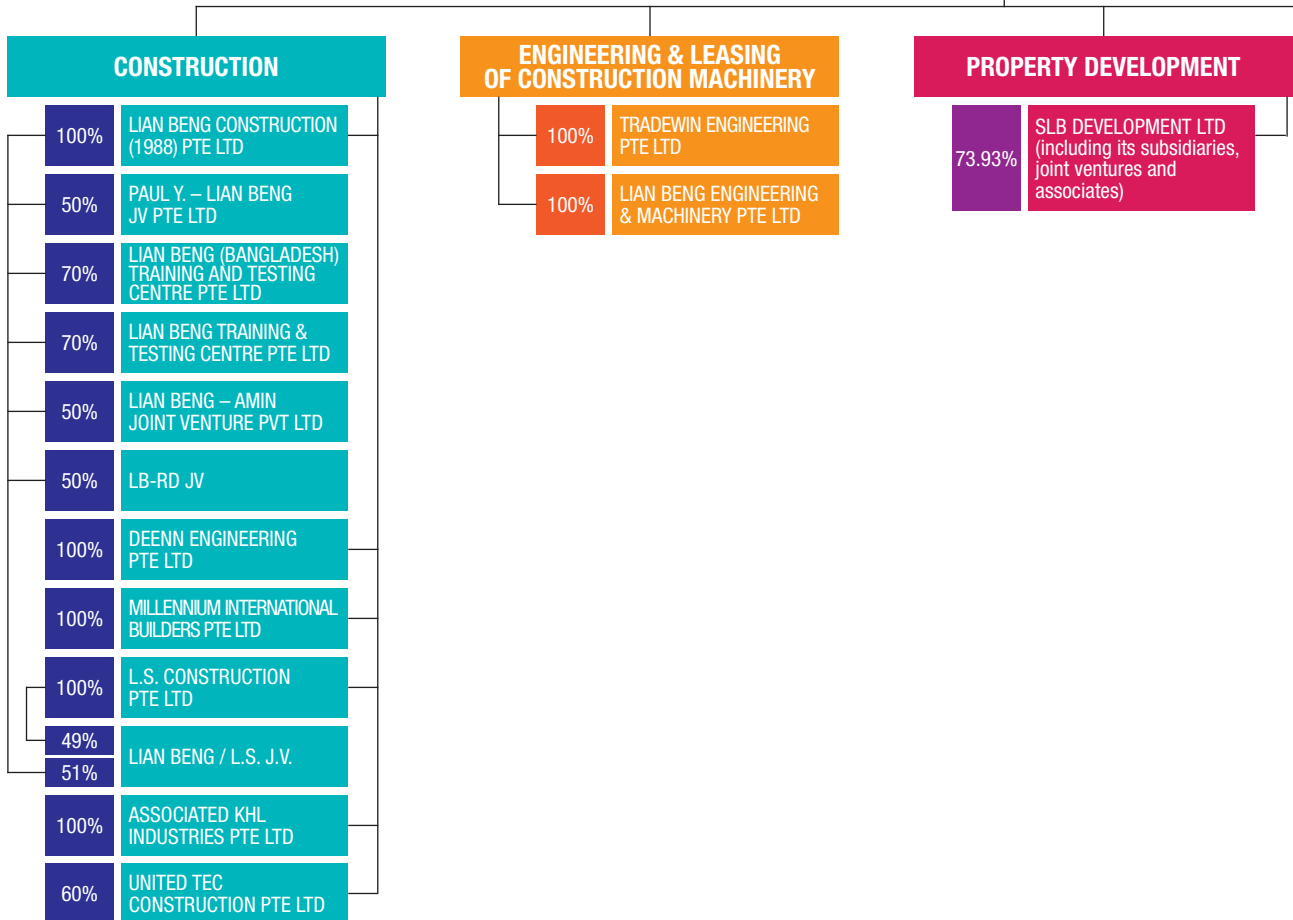 CONSTRUCTION
100%
LIAN BENG CONSTRUCTION
(1988) PTE LTD
50%
PAUL Y. – LIAN BENG
JV PTE LTD
70%
LIAN BENG (BANGLADESH)
TRAINING AND TESTING
CENTRE PTE LTD
70%
LIAN BENG TRAINING &
TESTING CENTRE PTE LTD
50%
LIAN BENG – AMIN
JOINT VENTURE PVT LTD
50%
LB-RD JV
100%
DEENN ENGINEERING
PTE LTD
100%
MILLENNIUM INTERNATIONAL
BUILDERS PTE LTD
100%
L.S. CONSTRUCTION
PTE LTD
49%
51%
LIAN BENG / L.S. J.V.
100%
ASSOCIATED KHL
INDUSTRIES PTE LTD
60%
UNITED TEC
CONSTRUCTION PTE LTD
ENGINEERING & LEASING
OF CONSTRUCTION MACHINERY
100%
TRADEWIN ENGINEERING
PTE LTD
100%
LIAN BENG ENGINEERING
& MACHINERY PTE LTD
PROPERTY DEVELOPMENT
73.93%
SLB DEVELOPMENT LTD
(including its subsidiaries,
joint ventures and
associates)